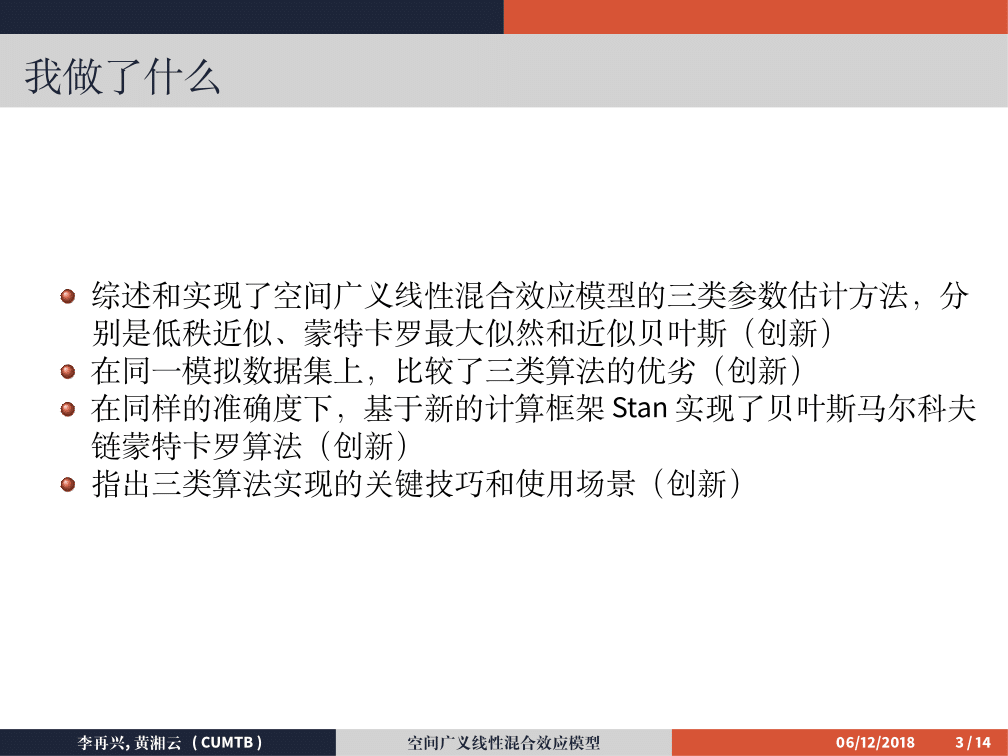 我做了什么
综述和实现了空间广义线性混合效应模型的三类参数估计方法，分
别是低秩近似、蒙特卡罗最大似然和近似贝叶斯（创新）
在同一模拟数据集上，比较了三类算法的优劣（创新）
在同样的准确度下，基于新的计算框架 Stan 实现了贝叶斯马尔科夫
链蒙特卡罗算法（创新）
指出三类算法实现的关键技巧和使用场景（创新）
李再兴, 黄湘云 ( CUMTB )
空间广义线性混合效应模型
06/12/2018
3 / 14